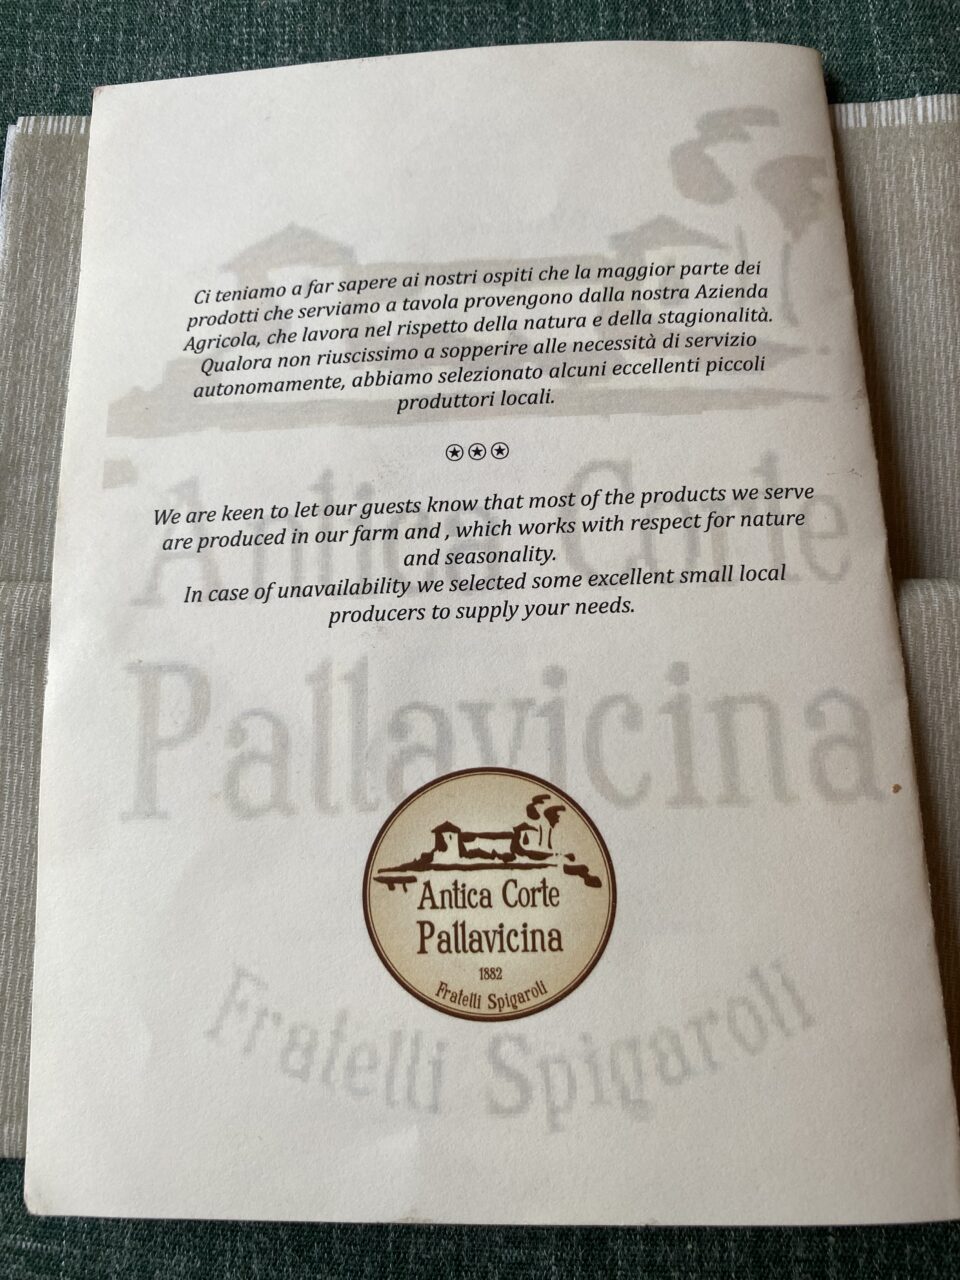 Ci teniamo a far sapere ai nostri ospiti che la maggior parte dei
prodotti che serviamo a tavola provengono dalla nostra Azienda
Agricola, che lavora nel rispetto della natura e della stagionalità.
Qualora non riuscissimo a sopperire alle necessità di servizio
autonomamente, abbiamo selezionato alcuni eccellenti piccoli
produttori locali.
We are keen to let our guests know that most of the products we serve
are produced in our farm and , which works with respect for nature
and seasonality.
In case of unavailability we selected some excellent small local
producers to supply your needs.
Antica Corte
Pallavicina
Antica Corte
Pallavicina
1882
Fratelli Spigaroli
Fratelli Spigaroli